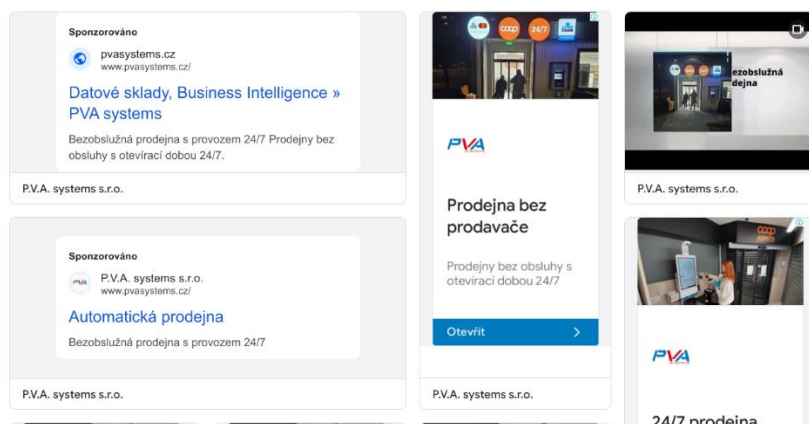 Sponzorováno
pvasystems.cz
www.pvasystems.cz/
Datové sklady, Business Intelligence »
PVA systems
Bezobslužná prodejna s provozem 24/7 Prodejny bez
obsluhy s otevírací dobou 24/7.
P.V.A. systems s.r.o.
Sponzorováno
P.V.A. systems s.r.o.
www.pvasystems.cz/
Automatická prodejna
Bezobslužná prodejna s provozem 24/7
P.V.A. systems s.r.o.
coop
24/7
PVA
Prodejna bez
prodavače
Prodejny bez obsluhy s
otevírací dobou 24/7
Otevřít
P.V.A. systems s.r.o.
ezobslužná
dejna
P.V.A. systems s.r.o.
coop
PVA
24/7 prodejna